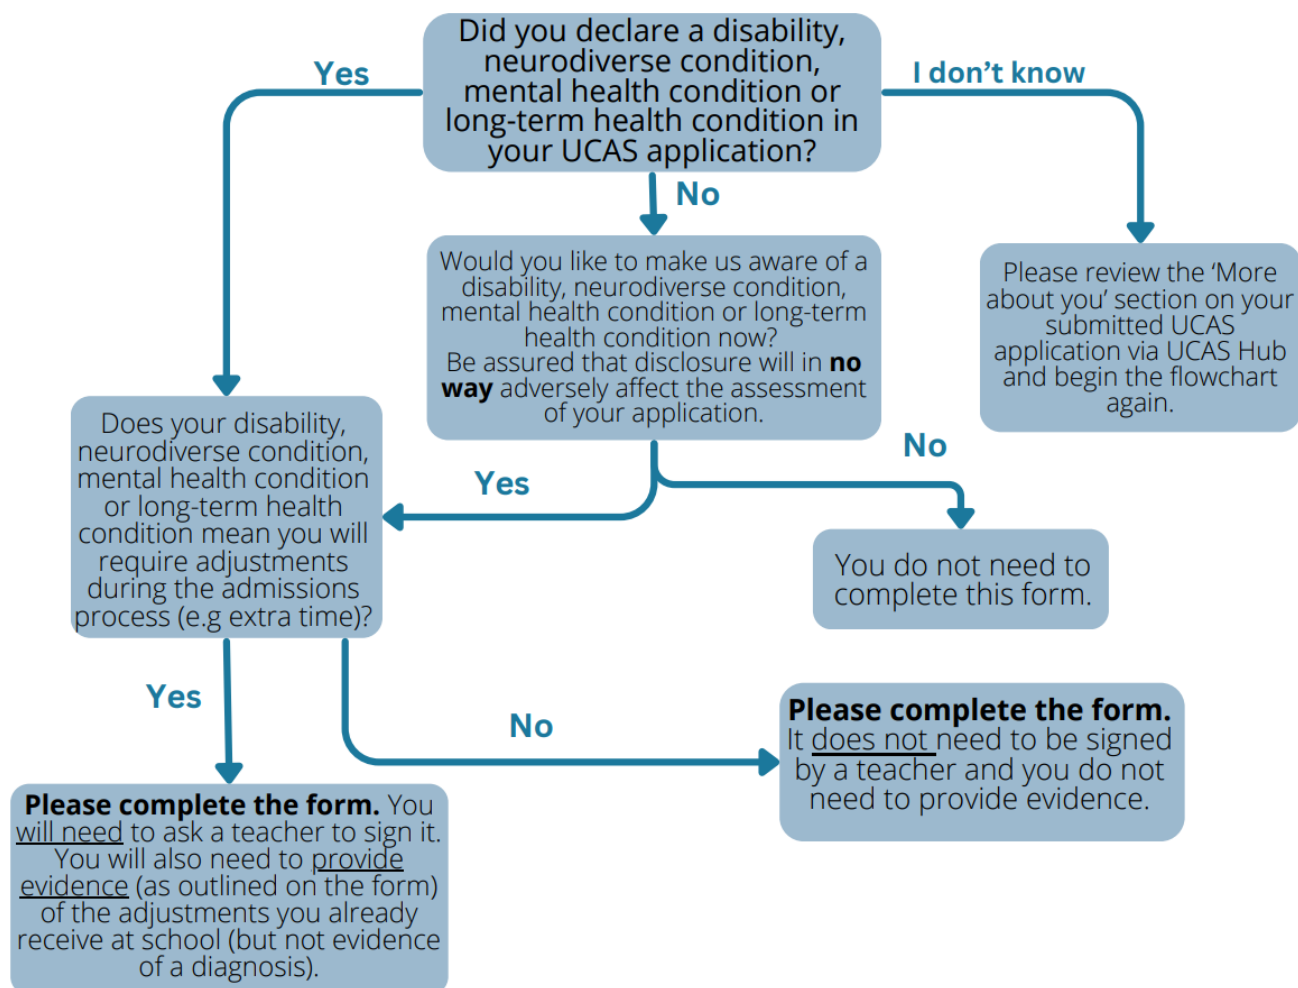 Did you declare a disability,
neurodiverse condition,
mental health condition or
long-term health condition in
your UCAS application?
Yes
I don’t know
No
Would you like to make us aware of a
disability, neurodiverse condition,
mental health condition or long-term
health condition now?
Be assured that disclosure will in no
way adversely affect the assessment
of your application.
Please review the ‘More
about you’ section on your
submitted UCAS
application via UCAS Hub
and begin the flowchart
again.
Does your disability,
neurodiverse condition,
mental health condition
or long-term health
condition mean you will
require adjustments
during the admissions
process (e.g extra time)?
Yes
No
You do not need to
complete this form.
Yes
No
Please complete the form.
It does not need to be signed
by a teacher and you do not
need to provide evidence.
Please complete the form. You
will need to ask a teacher to sign it.
You will also need to provide
evidence (as outlined on the form)
of the adjustments you already
receive at school (but not evidence
of a diagnosis).